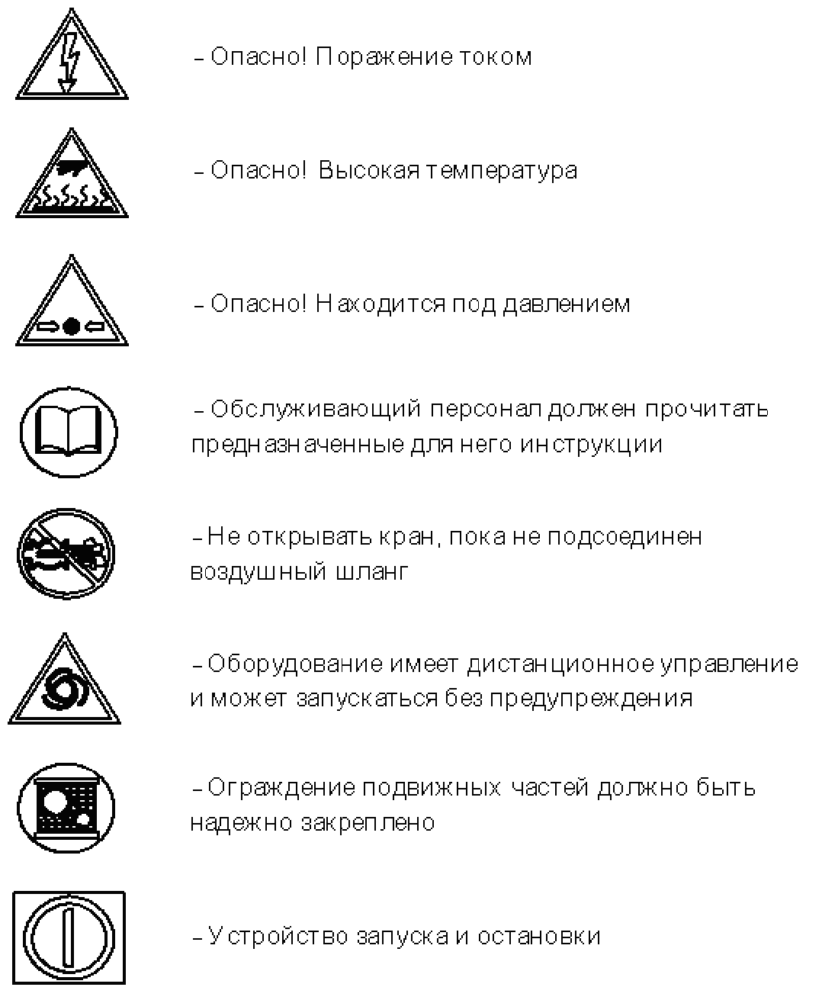 – Опасно! Поражение током
– Опасно! Высокая температура
– Опасно! Находится под давлением
– Обслуживающий персонал должен прочитать
предназначенные для него инструкции
– Не открывать кран, пока не подсоединен
воздушный шланг
– Оборудование имеет дистанционное управление
и может запускаться без предупреждения
– Ограждение подвижных частей должно быть
надежно закреплено
– Устройство запуска и остановки